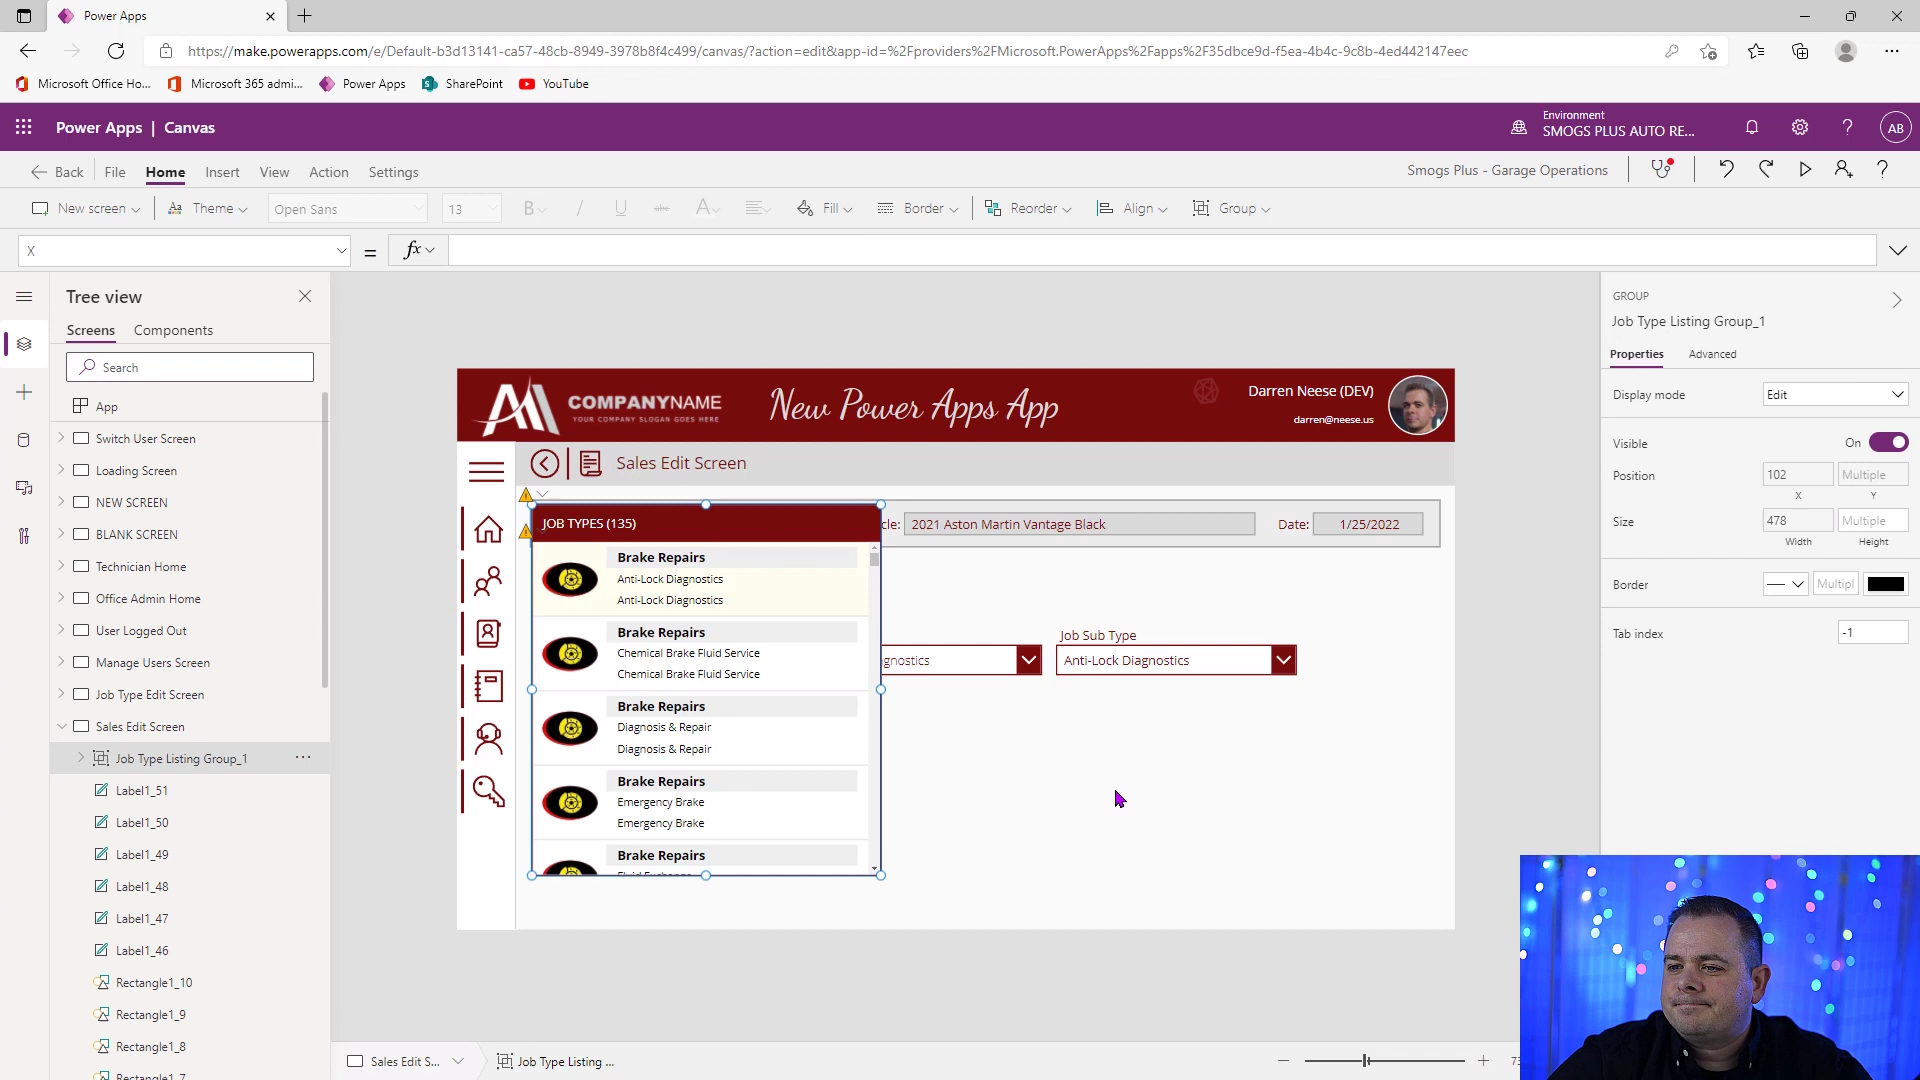 Power Apps
https://make.powerapps.com/e/Default-b3d13141-ca57-48cb-8949-3978b8f4c499/canvas/?action=edit&app-id=%2Fproviders%2FMicrosoft.PowerApps%2Fapps%2F35dbce9d-f5ea-4b4c-9c8b-4ed442147eec
Microsoft Office Ho... Microsoft 365 admi... Power Apps SharePoint YouTube
Power Apps | Canvas
Environment
SMOGS PLUS AUTO RE...
AB
Back File Home Insert View Action Settings
Smogs Plus - Garage Operations
New screen Theme Open Sans 13 Fill Border Reorder Align Group
X = fx
Tree view
Screens Components
Search
App
Switch User Screen
Loading Screen
NEW SCREEN
BLANK SCREEN
Technician Home
Office Admin Home
User Logged Out
Manage Users Screen
Job Type Edit Screen
Sales Edit Screen
Job Type Listing Group_1
Label1_51
Label1_50
Label1_49
Label1_48
Label1_47
Label1_46
Rectangle1_10
Rectangle1_9
Rectangle1_8
Rectangle1_7
COMPANYNAME
YOUR COMPANY SLOGAN GOES HERE
New Power Apps App
Darren Neese (DEV)
darren@neese.us
Sales Edit Screen
JOB TYPES (135)
cle: 2021 Aston Martin Vantage Black Date: 1/25/2022
Brake Repairs
Anti-Lock Diagnostics
Anti-Lock Diagnostics
Brake Repairs
Chemical Brake Fluid Service
Chemical Brake Fluid Service
Brake Repairs
Diagnosis & Repair
Diagnosis & Repair
Brake Repairs
Emergency Brake
Emergency Brake
Brake Repairs
Job Sub Type
gnostics Anti-Lock Diagnostics
Sales Edit S... Job Type Listing ...
GROUP
Job Type Listing Group_1
Properties Advanced
Display mode Edit
Visible On
Position 102 Multiple
X Y
Size 478 Multiple
Width Height
Border Multipl
Tab index -1